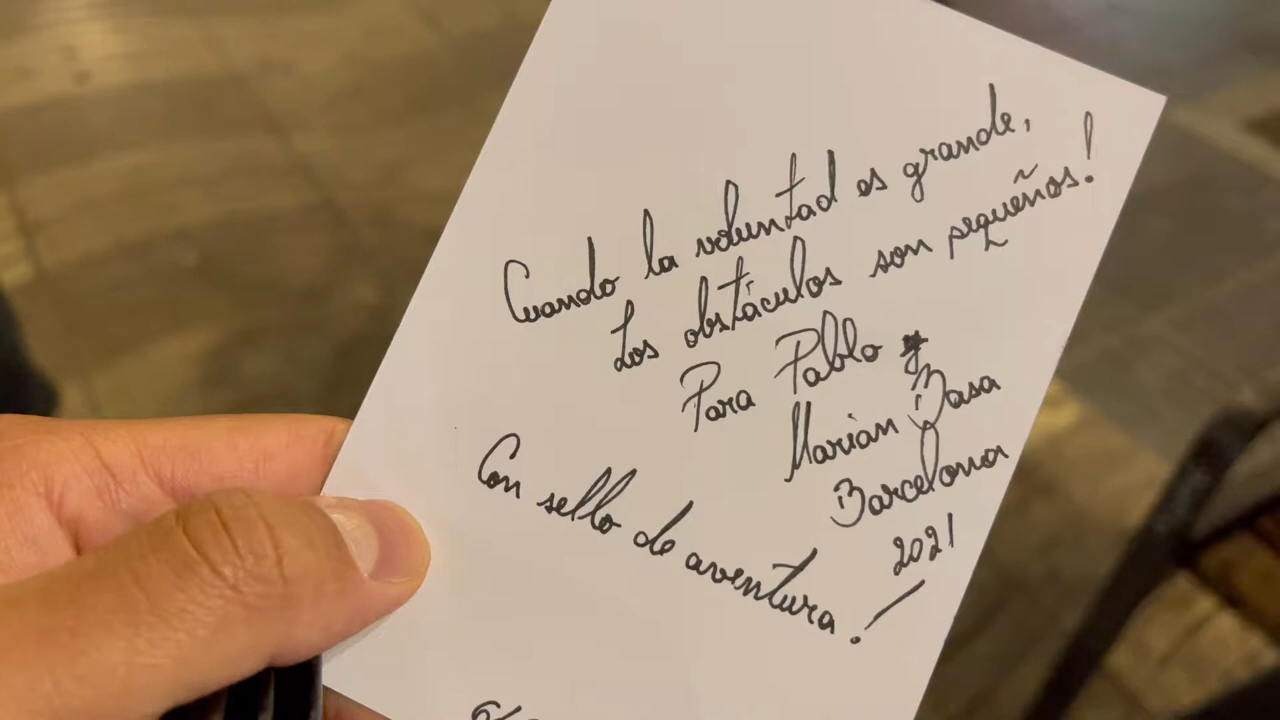 Cuando la voluntad es grande,
Los obstáculos son pequeños!
Para Pablo y
Marian Basa
Barcelona
2021
Con sello de aventura!